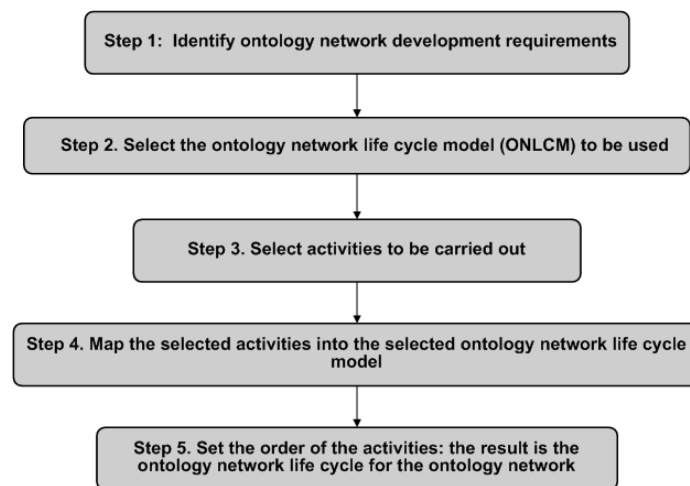 Step 1:  Identify ontology network development requirements
Step 2. Select the ontology network life cycle model (ONLCM) to be used
Step 3. Select activities to be carried out
Step 4. Map the selected activities into the selected ontology network life cycle
model
Step 5. Set the order of the activities: the result is the
ontology network life cycle for the ontology network